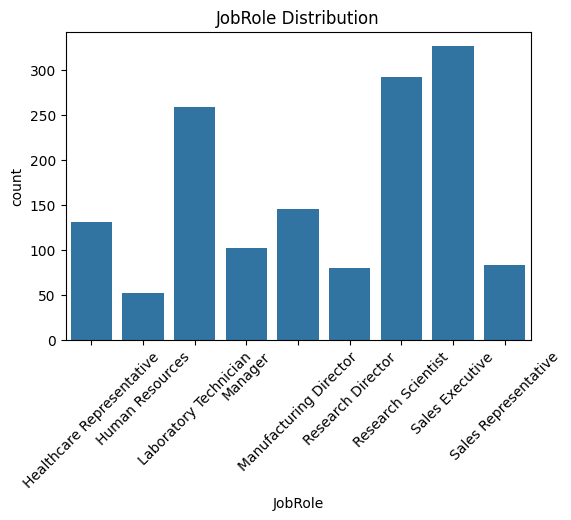 JobRole Distribution
count
300
250
200
150
100
50
0
Healthcare Representative
Human Resources
Laboratory Technician
Manager
Manufacturing Director
Research Director
Research Scientist
Sales Executive
Sales Representative
JobRole